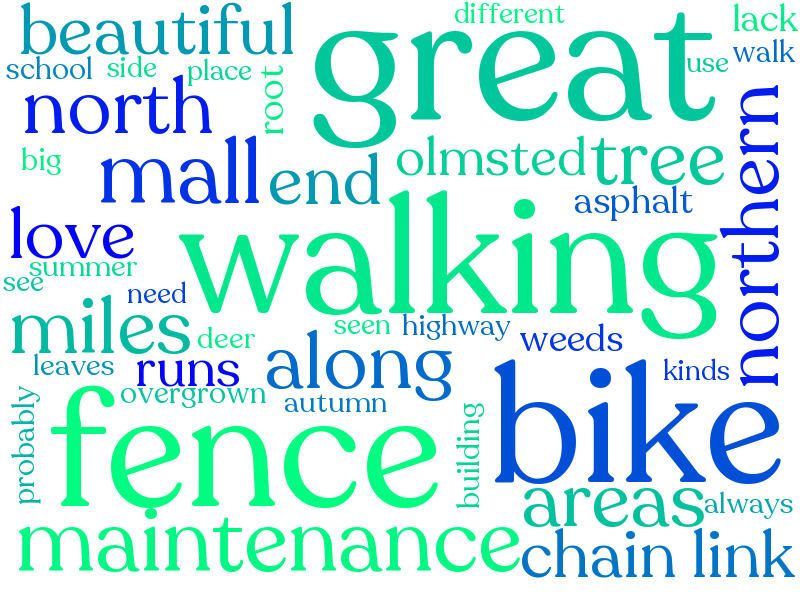 beautiful
different
great
lack
school
side
place
root
use
walk
north
northern
big
mall
end
olmsted
tree
asphalt
love
walking
see
summer
need
miles
deer
seen
highway
weeds
leaves
runs
along
kinds
probably
overgrown
autumn
fence
building
bike
areas
always
maintenance
chain link